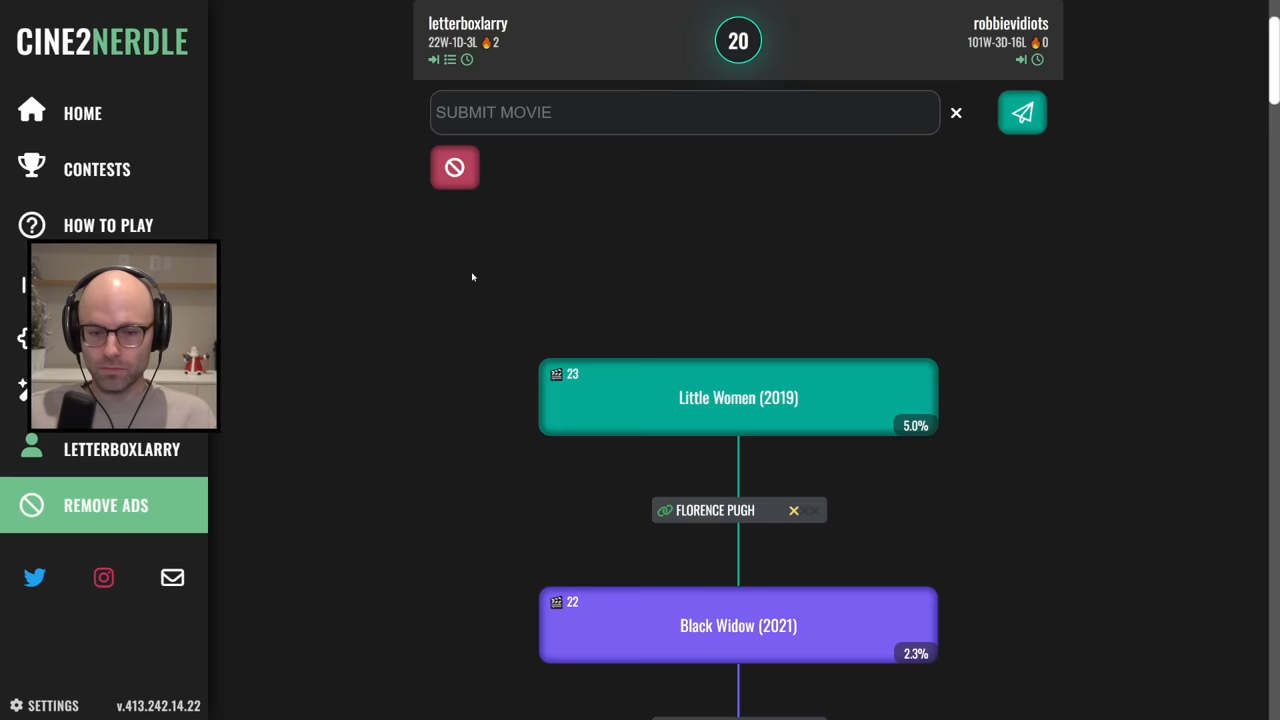 CINE2NERDLE
HOME
CONTESTS
HOW TO PLAY
LETTERBOXLARRY
REMOVE ADS
SETTINGS
v.413.242.14.22
letterboxlarry
22W-1D-3L 🔥2
20
robbievidiots
101W-3D-16L 🔥0
SUBMIT MOVIE
23
Little Women (2019)
5.0%
FLORENCE PUGH
22
Black Widow (2021)
2.3%